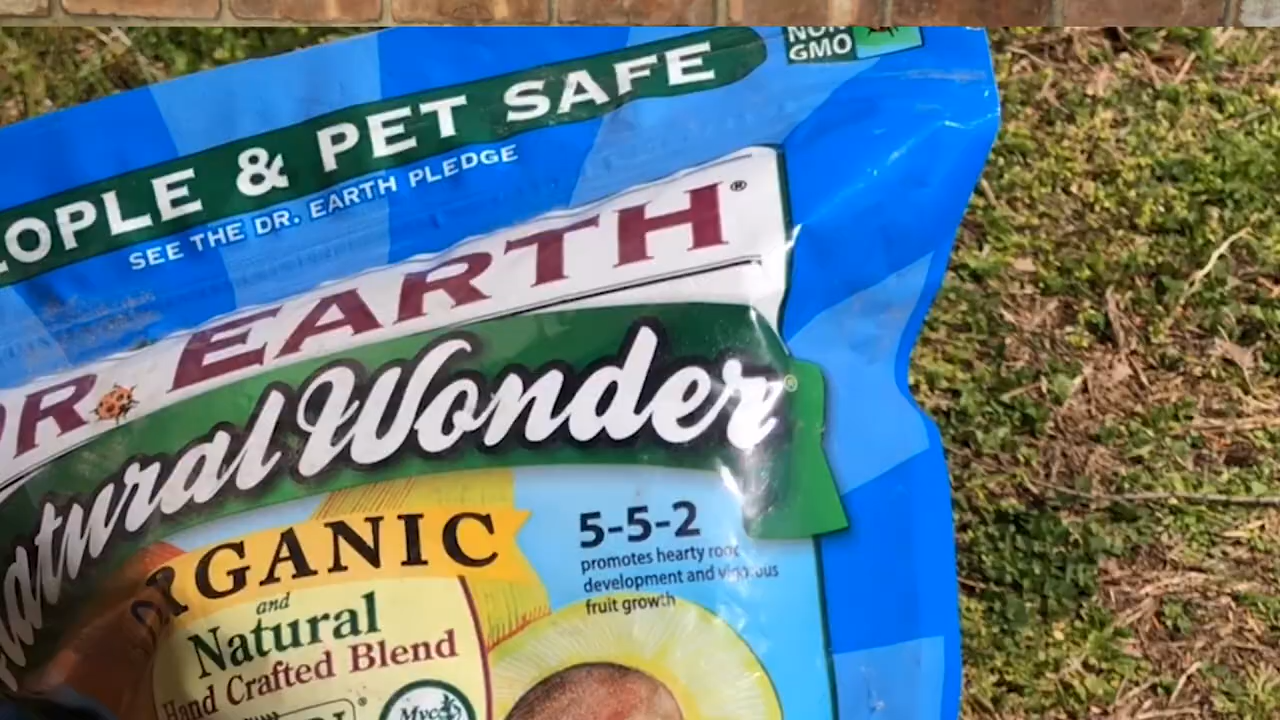 NON
GMO
OPLE & PET SAFE
SEE THE DR. EARTH PLEDGE
R EARTH®
Natural Wonder®
ORGANIC
and
Natural
Hand Crafted Blend
5-5-2
promotes hearty root
development and vigorous
fruit growth
Myco